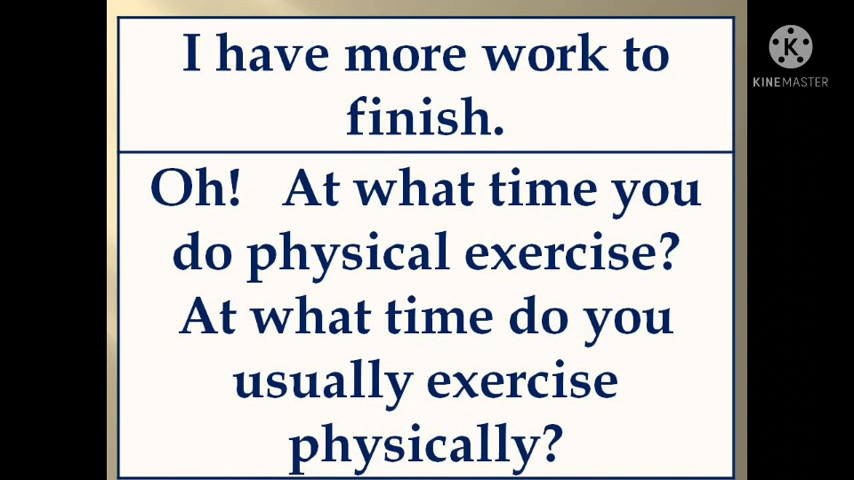 I have more work to
finish.
Oh! At what time you
do physical exercise?
At what time do you
usually exercise
physically?
K
KINEMASTER